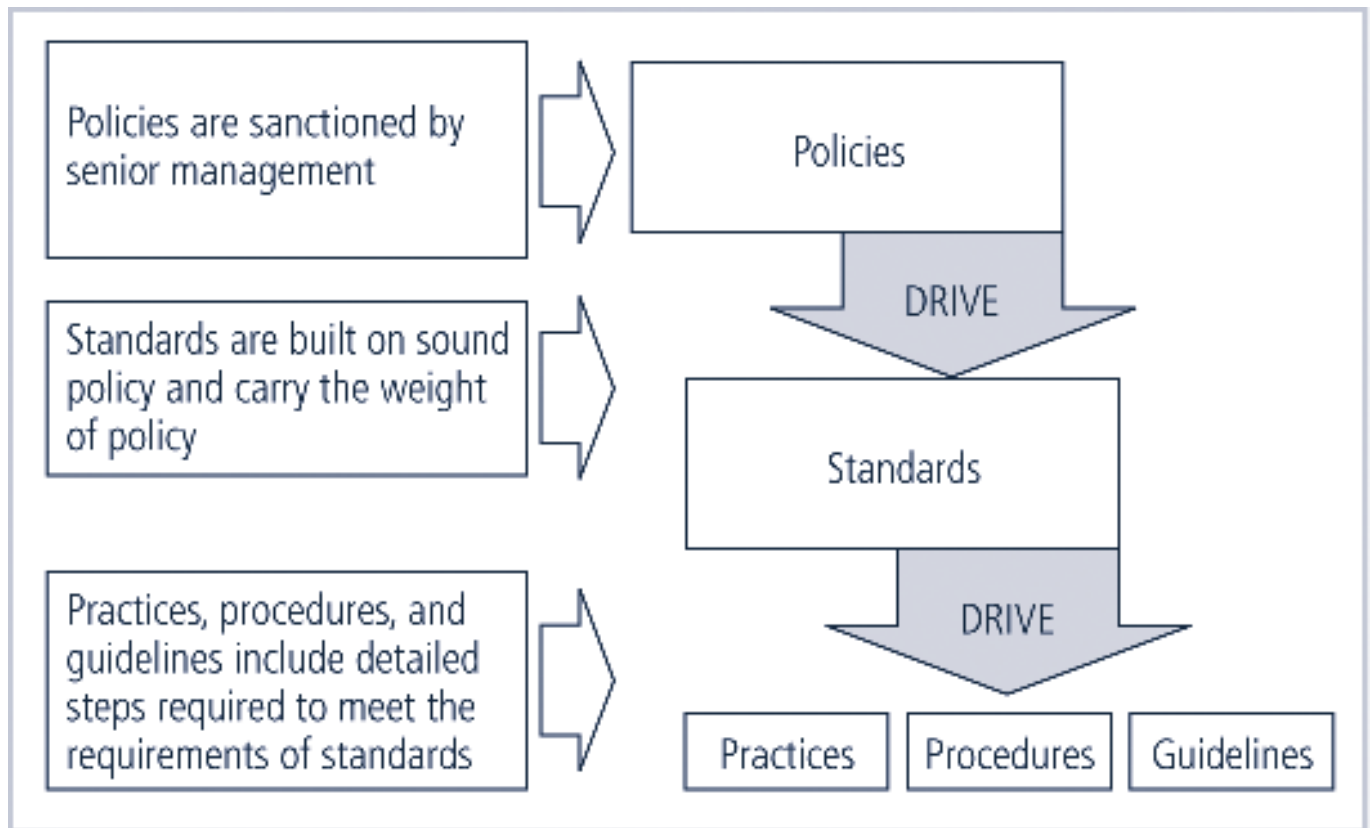 Policies are sanctioned by
senior management
Policies
DRIVE
Standards are built on sound
policy and carry the weight
of policy
Standards
DRIVE
Practices, procedures, and
guidelines include detailed
steps required to meet the
requirements of standards
Practices
Procedures
Guidelines